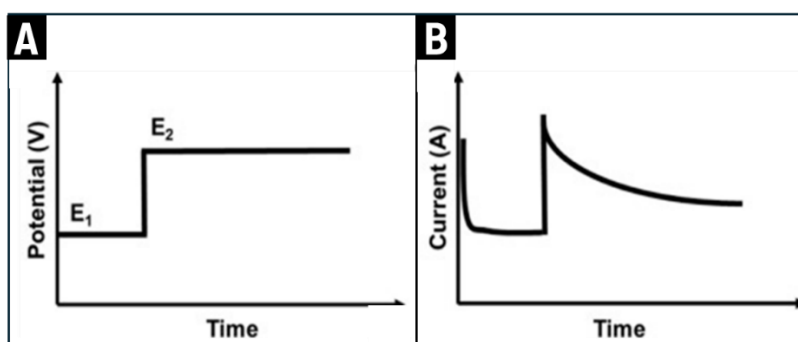 A
Potential (V)
E₁
E₂
Time
B
Current (A)
Time